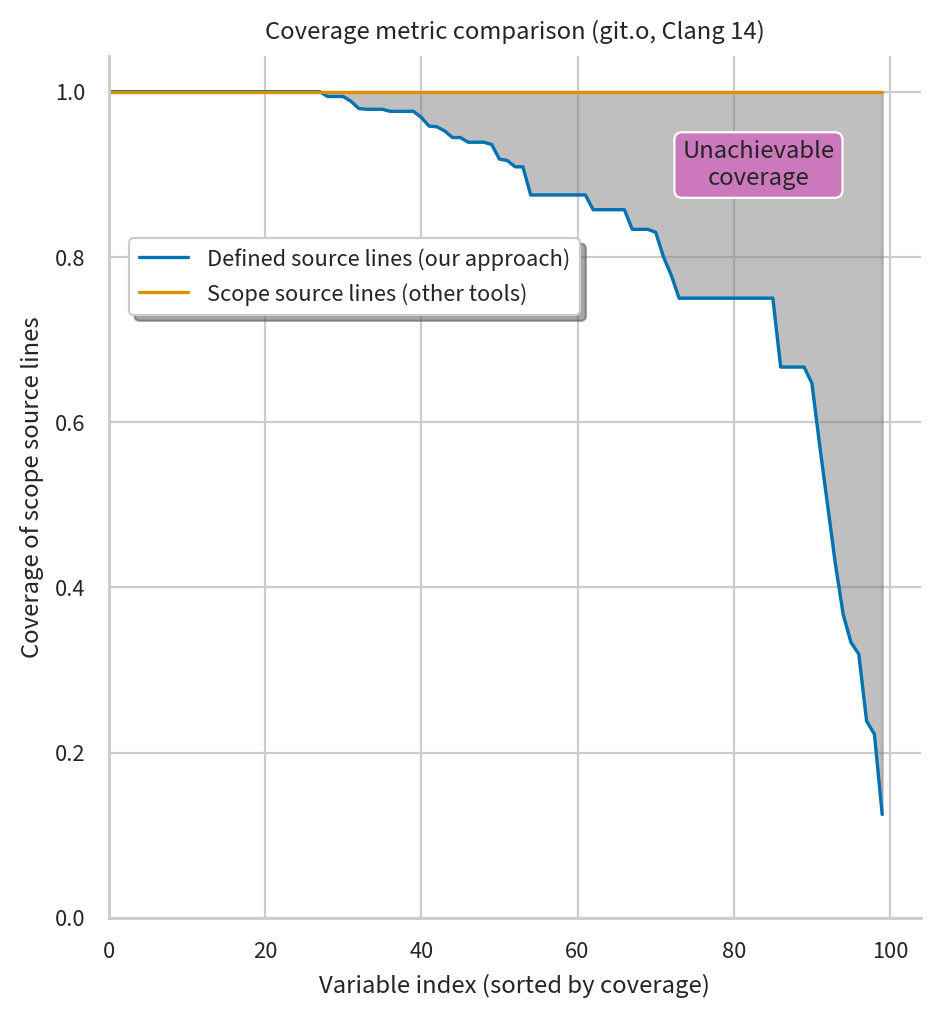 Coverage metric comparison (git.o, Clang 14)
1.0
0.8
0.6
0.4
0.2
0.0
Coverage of scope source lines
Unachievable
coverage
Defined source lines (our approach)
Scope source lines (other tools)
0 20 40 60 80 100
Variable index (sorted by coverage)